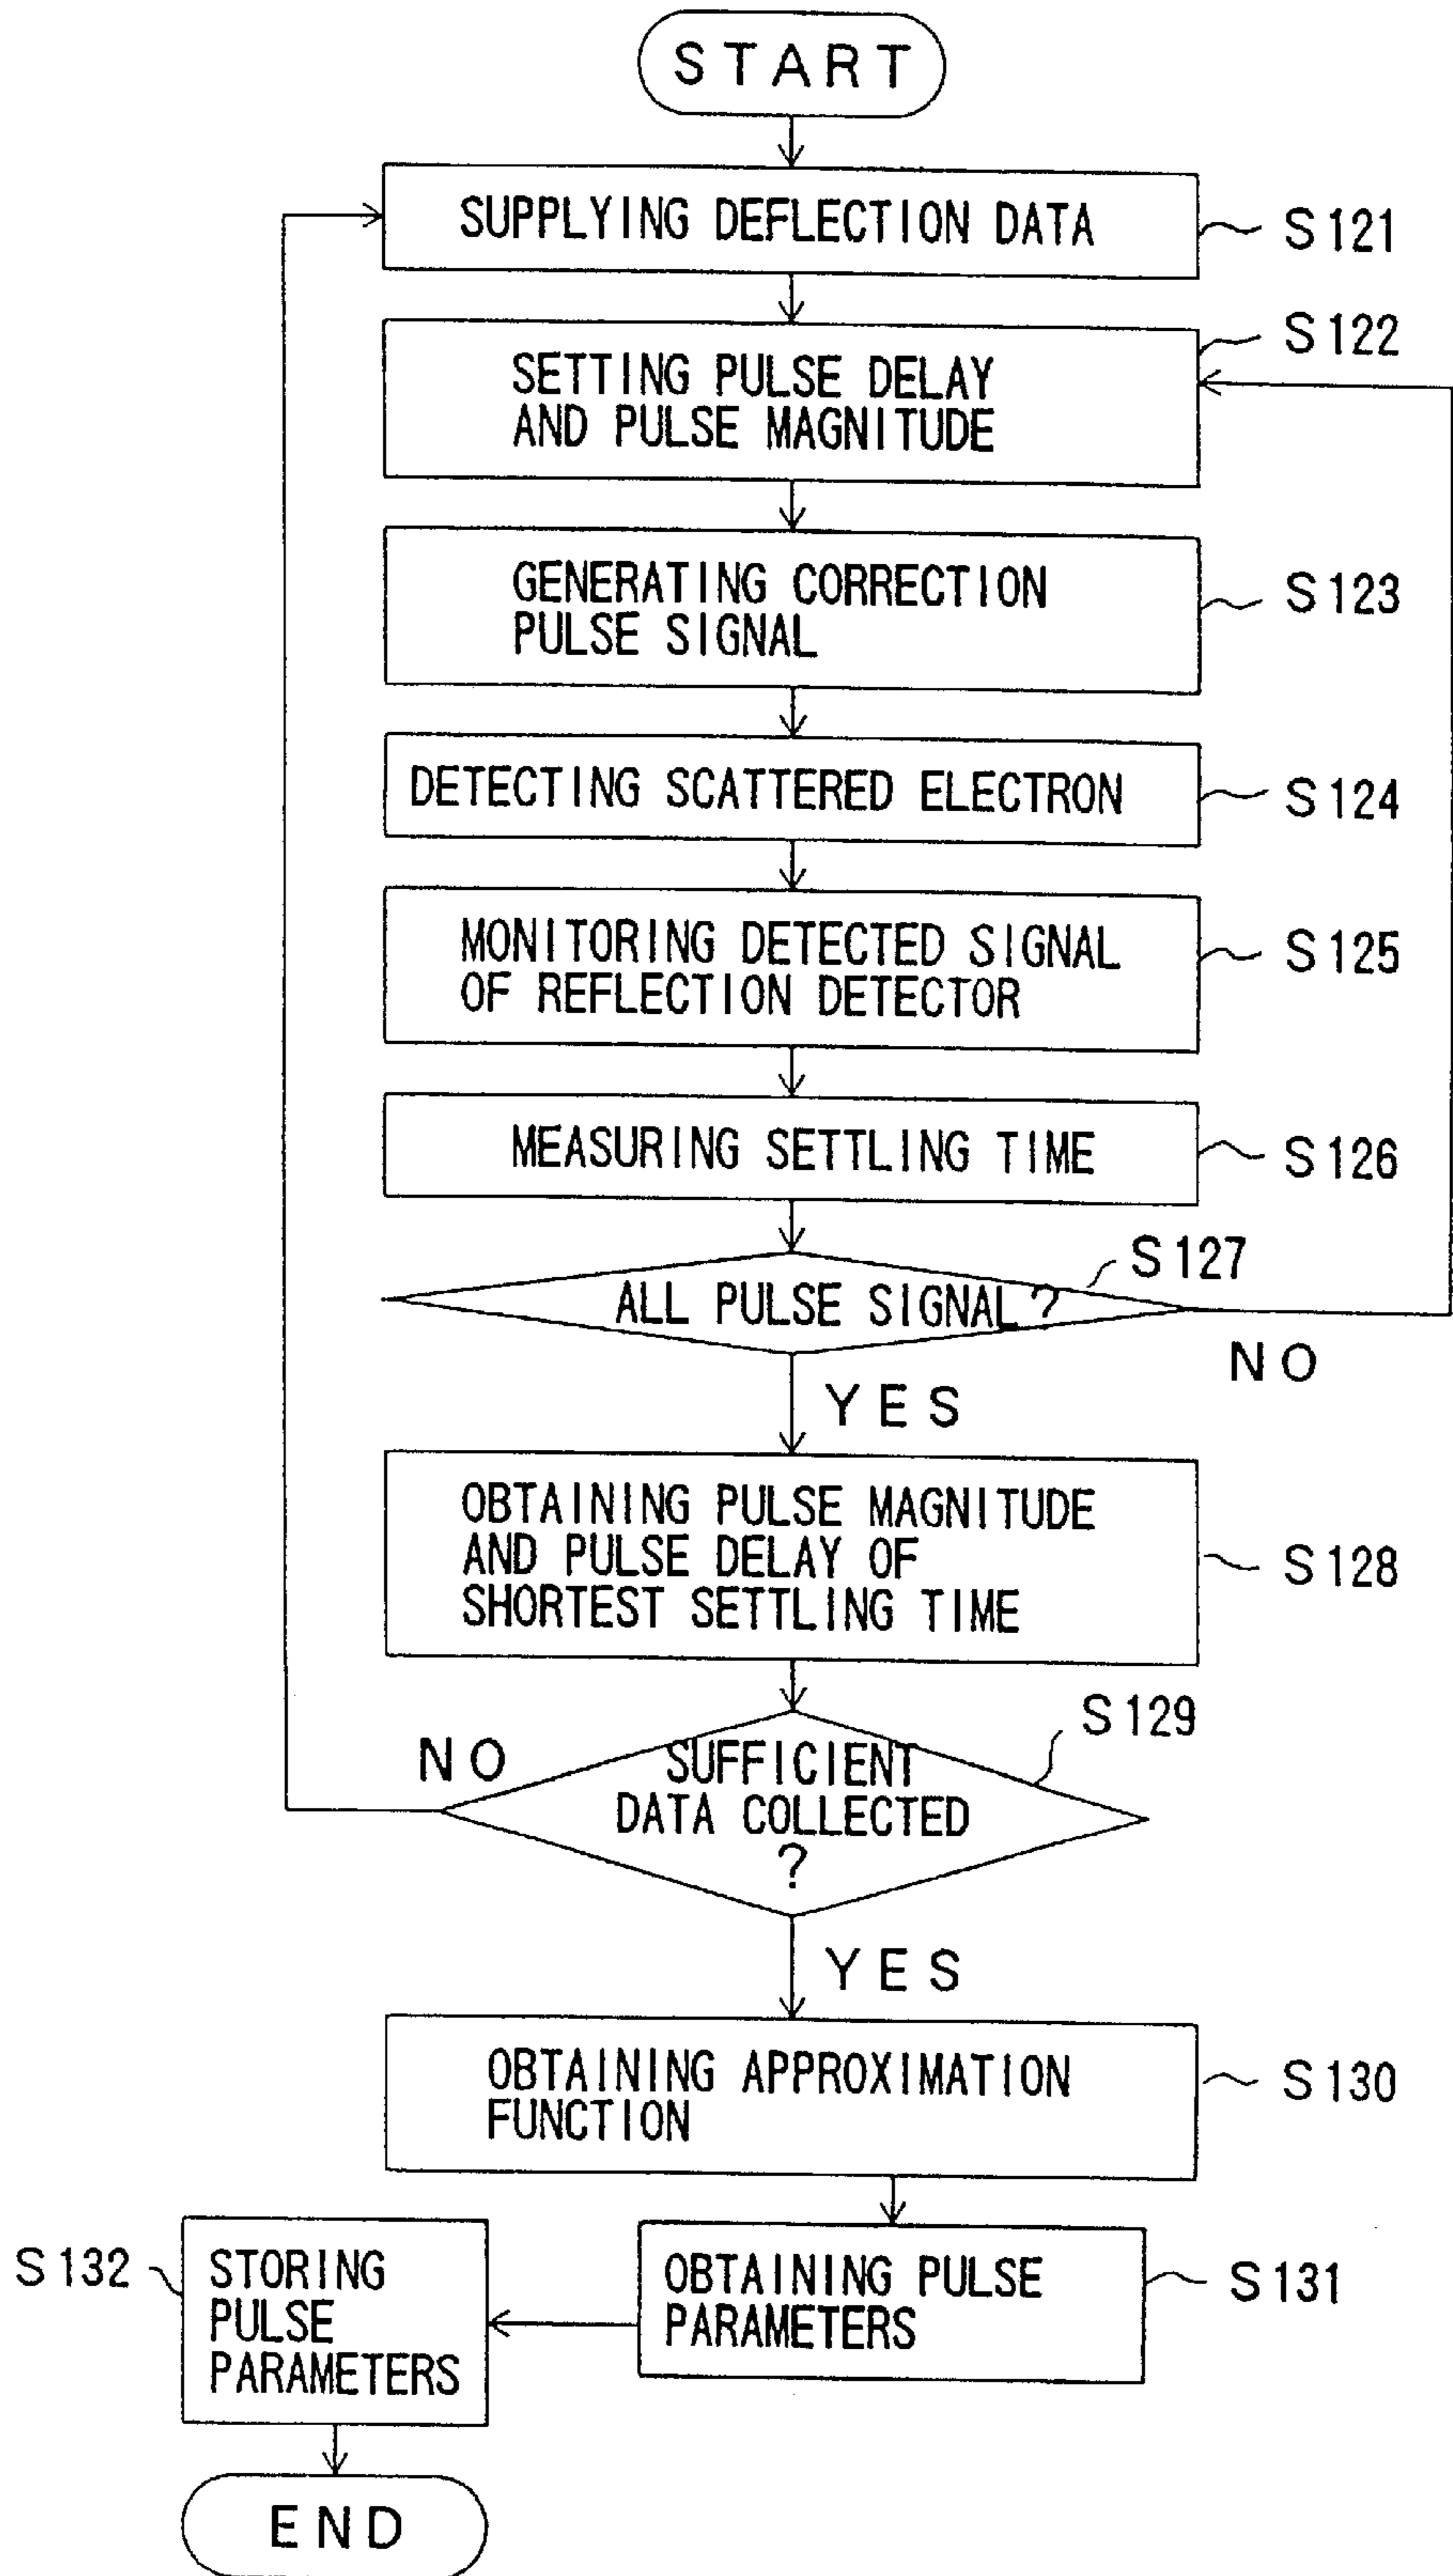 START
SUPPLYING DEFLECTION DATA
S121
S122
SETTING PULSE DELAY
AND PULSE MAGNITUDE
GENERATING CORRECTION
PULSE SIGNAL
S123
DETECTING SCATTERED ELECTRON
S124
MONITORING DETECTED SIGNAL
OF REFLECTION DETECTOR
S125
MEASURING SETTLING TIME
S126
S127
ALL PULSE SIGNAL?
NO
YES
OBTAINING PULSE MAGNITUDE
AND PULSE DELAY OF
SHORTEST SETTLING TIME
S128
S129
NO
SUFFICIENT
DATA COLLECTED
?
YES
OBTAINING APPROXIMATION
FUNCTION
S130
OBTAINING PULSE
PARAMETERS
S131
S132
STORING
PULSE
PARAMETERS
END